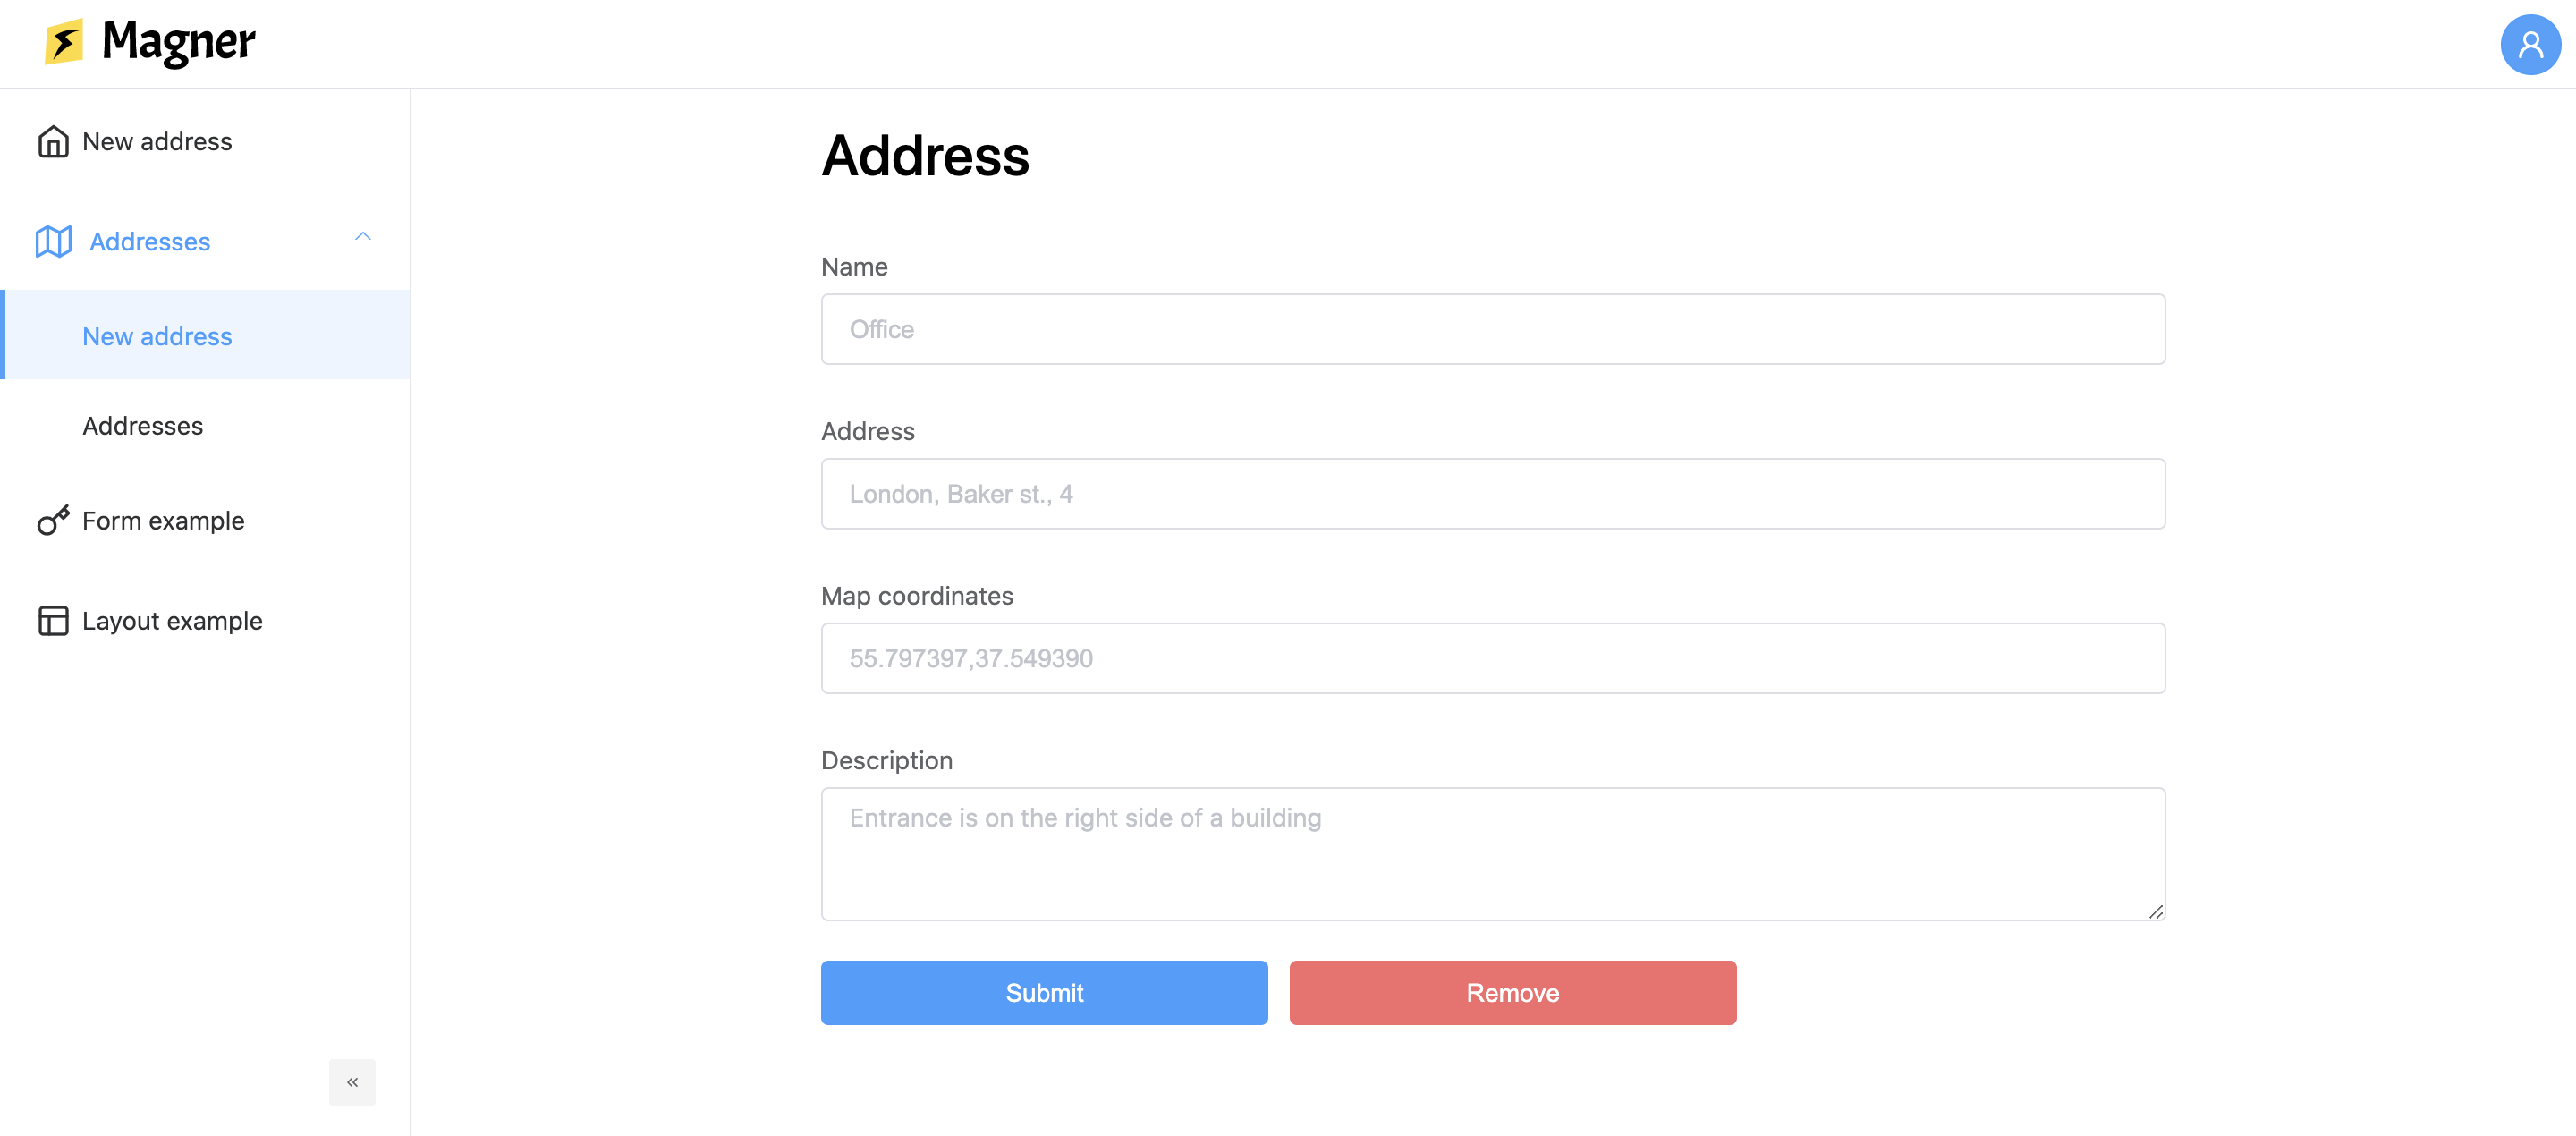 Magner
New address
Addresses
New address
Addresses
Form example
Layout example
«
Address
Name
Office
Address
London, Baker st., 4
Map coordinates
55.797397,37.549390
Description
Entrance is on the right side of a building
Submit
Remove